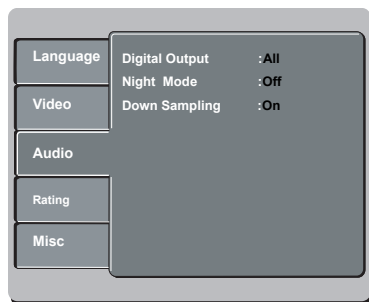 Language
Video
Audio
Rating
Misc
Digital Output :All
Night Mode :Off
Down Sampling :On